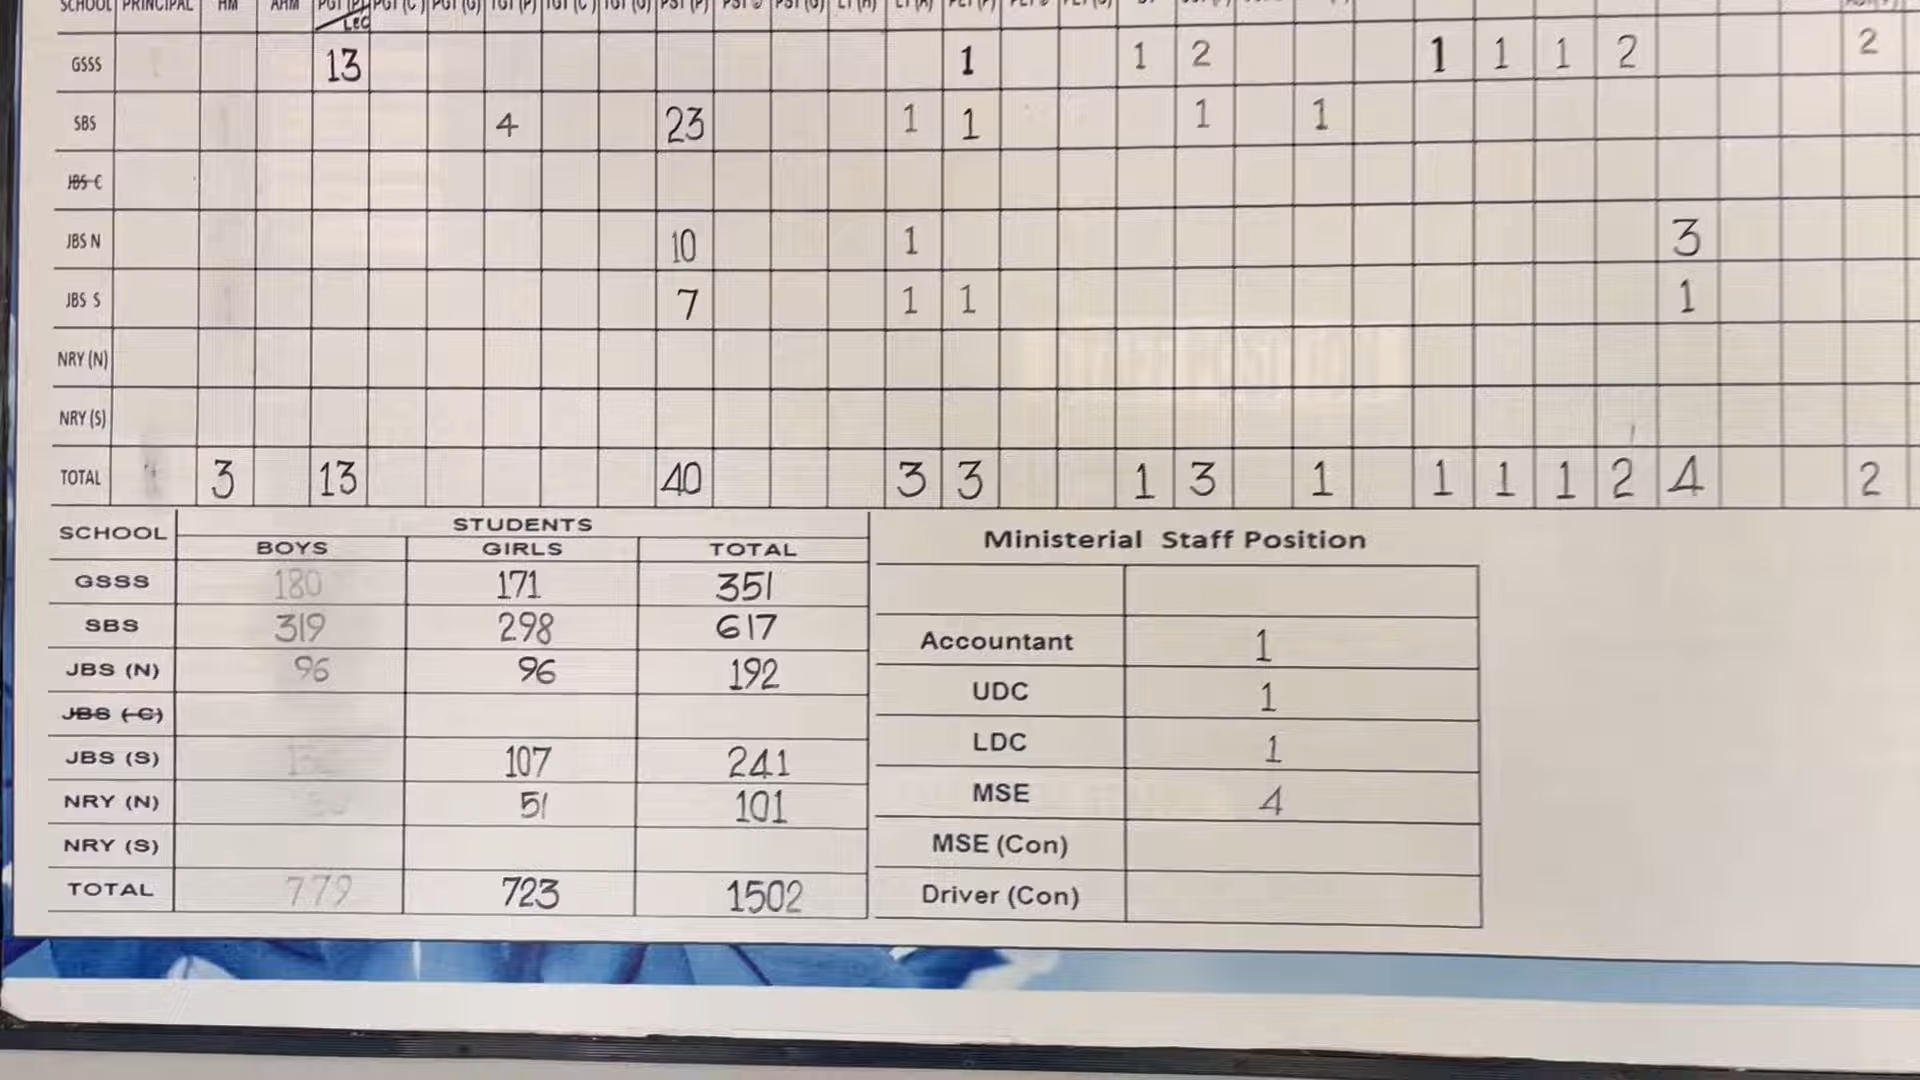 SCHOOL PRINCIPAL HM AHM PGT (P) PGT (C) PGT (G) TGT (P) TGT (C) TGT (G) PST (P) PST PST (G)
Lec
GSSS 13 1 1 2 1 1 1 2 2
SBS 4 23 1 1 1 1
JBS C
JBS N 10 1 3
JBS S 7 1 1 1
NRY (N)
NRY (S)
TOTAL 3 13 40 3 3 1 3 1 1 1 1 2 4 2
SCHOOL STUDENTS
BOYS GIRLS TOTAL
GSSS 180 171 351
SBS 319 298 617
JBS (N) 96 96 192
JBS (C)
JBS (S) 107 241
NRY (N) 51 101
NRY (S)
TOTAL 779 723 1502
Ministerial Staff Position
Accountant 1
UDC 1
LDC 1
MSE 4
MSE (Con)
Driver (Con)